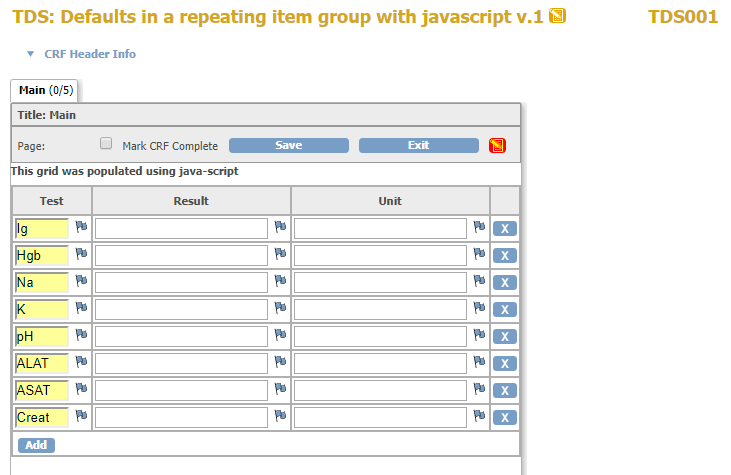 TDS: Defaults in a repeating item group with javascript v.1 TDS001
CRF Header Info
Main (0/5)
Title: Main
Page: Mark CRF Complete Save Exit
This grid was populated using java-script
Test Result Unit
Ig X
Hgb X
Na X
K X
pH X
ALAT X
ASAT X
Creat X
Add